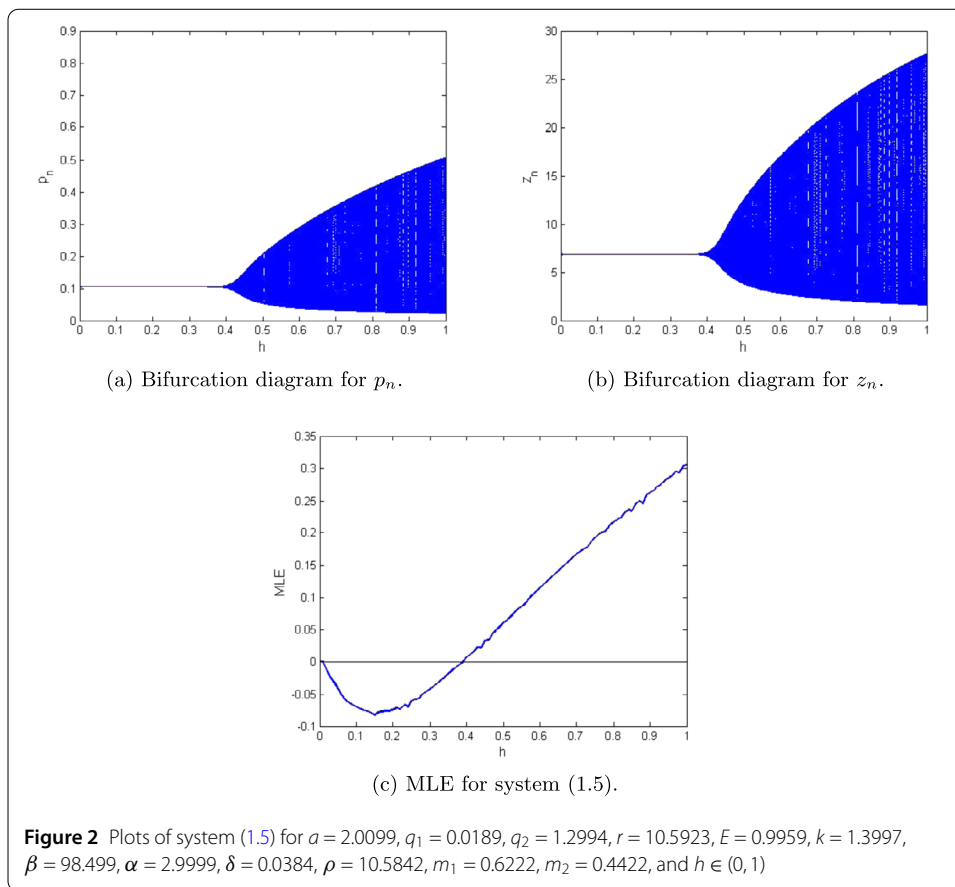 0.9
0.8
0.7
0.6
0.5
0.4
0.3
0.2
0.1
0
p_n
0 0.1 0.2 0.3 0.4 0.5 0.6 0.7 0.8 0.9 1
h
(a) Bifurcation diagram for p_n.
30
25
20
15
10
5
0
z_n
0 0.1 0.2 0.3 0.4 0.5 0.6 0.7 0.8 0.9 1
h
(b) Bifurcation diagram for z_n.
0.35
0.3
0.25
0.2
0.15
0.1
0.05
0
-0.05
-0.1
MLE
0 0.1 0.2 0.3 0.4 0.5 0.6 0.7 0.8 0.9 1
h
(c) MLE for system (1.5).
Figure 2 Plots of system (1.5) for a = 2.0099, q₁ = 0.0189, q₂ = 1.2994, r = 10.5923, E = 0.9959, k = 1.3997,
β = 98.499, α = 2.9999, δ = 0.0384, ρ = 10.5842, m₁ = 0.6222, m₂ = 0.4422, and h ∈ (0, 1)